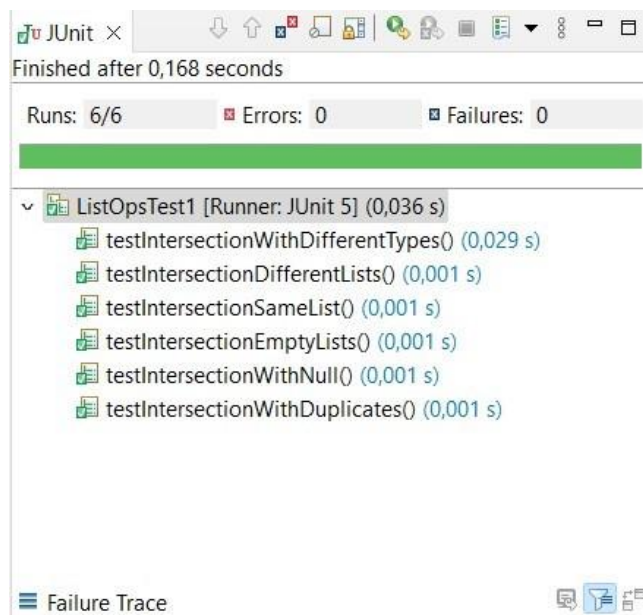 JUnit ×
Finished after 0,168 seconds
Runs: 6/6 Errors: 0 Failures: 0
ListOpsTest1 [Runner: JUnit 5] (0,036 s)
testIntersectionWithDifferentTypes() (0,029 s)
testIntersectionDifferentLists() (0,001 s)
testIntersectionSameList() (0,001 s)
testIntersectionEmptyLists() (0,001 s)
testIntersectionWithNull() (0,001 s)
testIntersectionWithDuplicates() (0,001 s)
Failure Trace